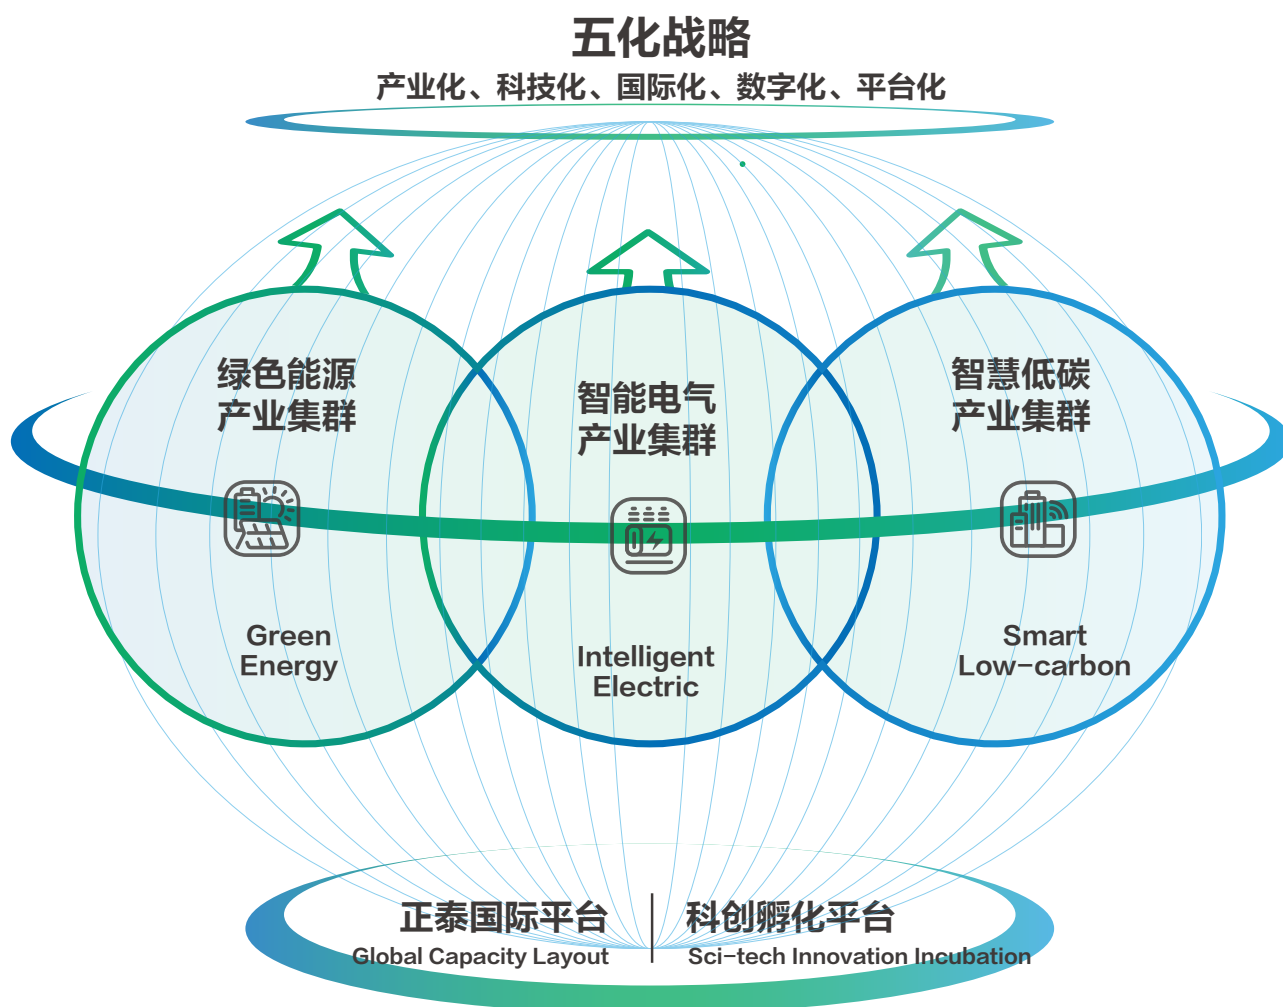 五化战略
产业化、科技化、国际化、数字化、平台化
绿色能源
产业集群
智能电气
产业集群
智慧低碳
产业集群
Green
Energy
Intelligent
Electric
Smart
Low-carbon
正泰国际平台
Global Capacity Layout
科创孵化平台
Sci-tech Innovation Incubation